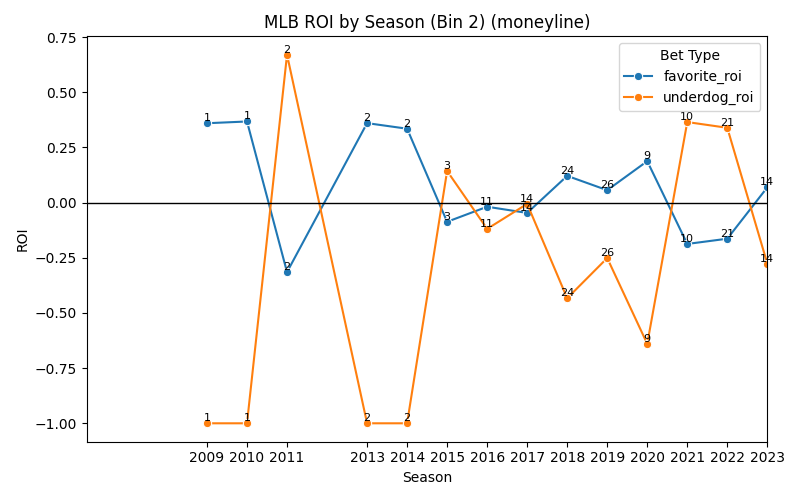 MLB ROI by Season (Bin 2) (moneyline)
Bet Type
favorite_roi
underdog_roi
ROI
0.75
0.50
0.25
0.00
−0.25
−0.50
−0.75
−1.00
1 1 2 2 2 3 11 14 24 26 9 10 21 14
1 1 2 2 2 3 11 14 24 26 9 10 21 14
2009 2010 2011 2013 2014 2015 2016 2017 2018 2019 2020 2021 2022 2023
Season